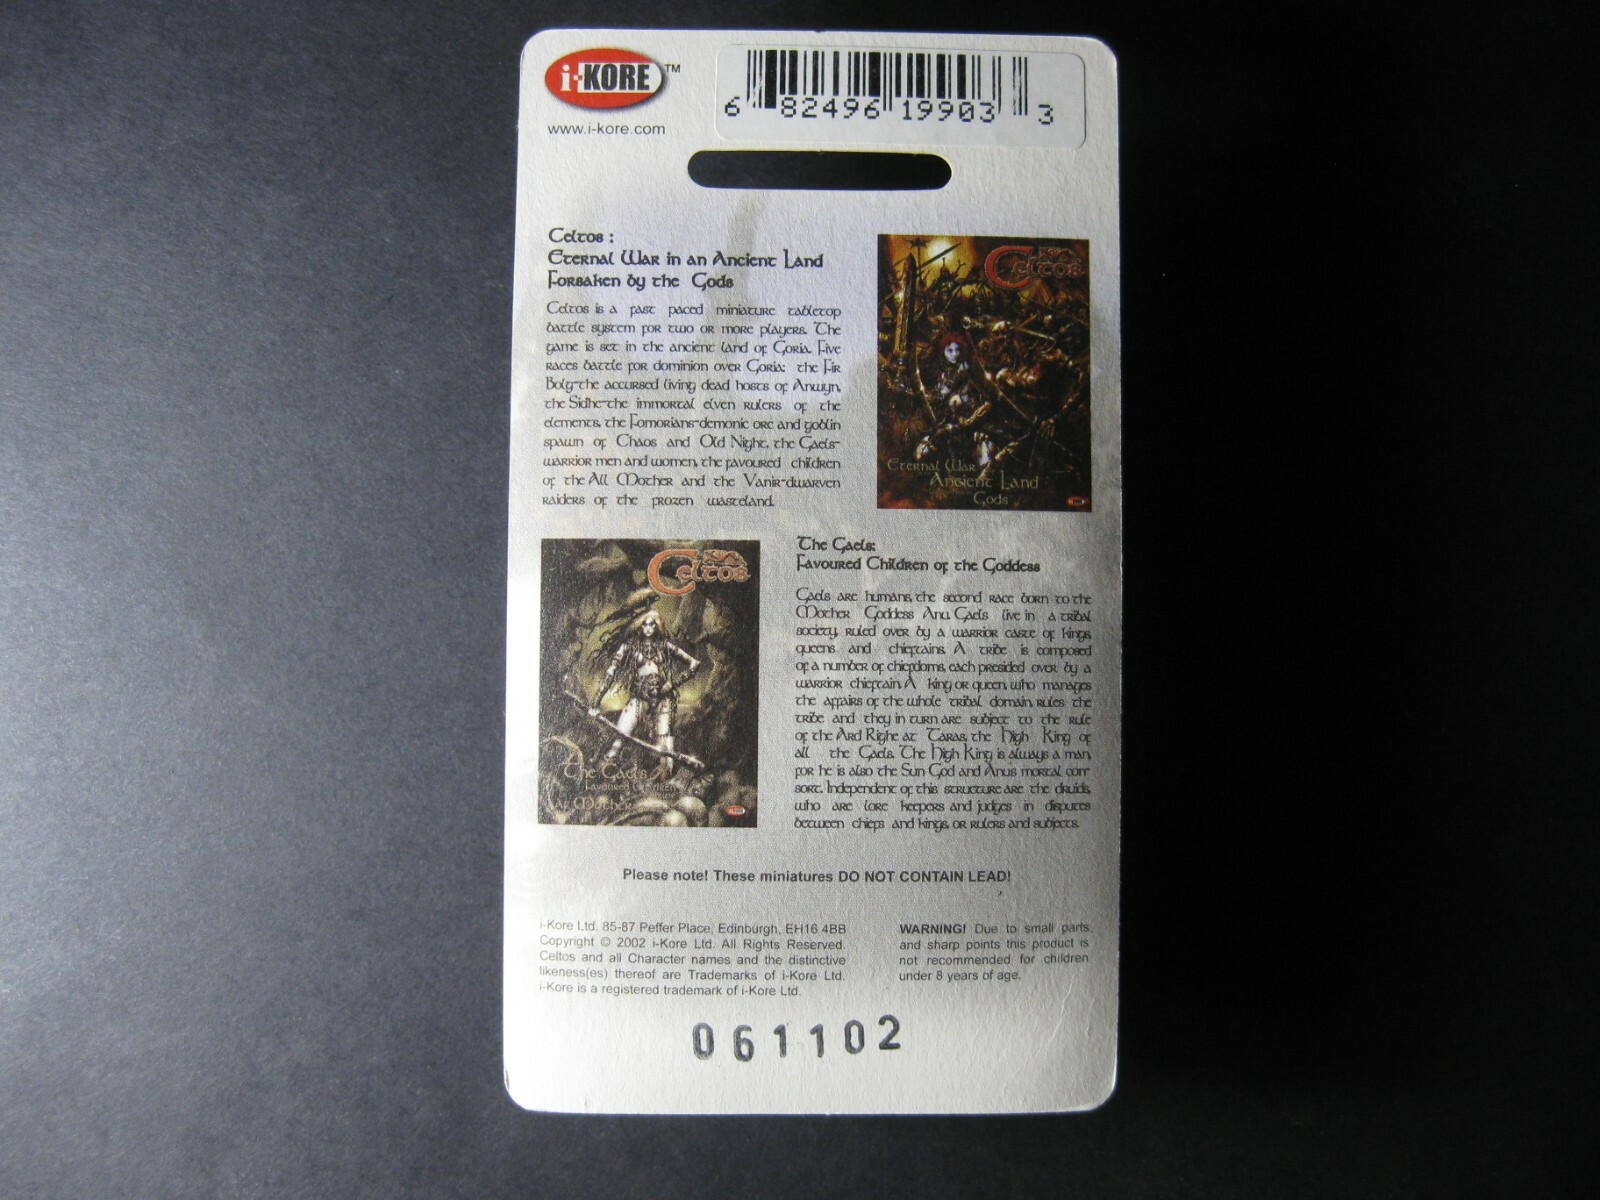 i-KORE™
www.i-kore.com
6 82496 19903 3
Celtos :
Eternal War in an Ancient Land
Forsaken by the Gods
Celtos is a fast paced miniature tabletop
battle system for two or more players. The
game is set in the ancient land of Goria. Five
races battle for dominion over Goria: the Fir
Bolg-the accursed living dead hosts of Anwyn,
the Sidhe-the immortal elven rulers of the
elements, the Fomorians-demonic orc and goblin
spawn of Chaos and Old Night, the Gaels-
warrior men and women, the favoured children
of the All Mother and the Vanir-dwarven
raiders of the frozen wasteland.
Celtos
Eternal War
Ancient Land
Gods
Celtos
The Gaels
Favoured Children
All Mother
The Gaels:
Favoured Children of the Goddess
Gaels are humans, the second race born to the
Mother Goddess Anu. Gaels live in a tribal
society, ruled over by a warrior caste of kings,
queens and chieftains. A tribe is composed
of a number of chiefdoms, each presided over by a
warrior chieftain. A king or queen, who manages
the affairs of the whole tribal domain, rules the
tribe and they in turn are subject to the rule
of the Ard Righe at Taras, the High King of
all the Gaels. The High King is always a man,
for he is also the Sun God and Anus mortal con-
sort. Independent of this structure are the druids,
who are lore keepers and judges in disputes
between chiefs and kings, or rulers and subjects.
Please note! These miniatures DO NOT CONTAIN LEAD!
i-Kore Ltd. 85-87 Peffer Place, Edinburgh, EH16 4BB
Copyright © 2002 i-Kore Ltd. All Rights Reserved.
Celtos and all Character names and the distinctive
likeness(es) thereof are Trademarks of i-Kore Ltd.
i-Kore is a registered trademark of i-Kore Ltd.
WARNING! Due to small parts
and sharp points this product is
not recommended for children
under 8 years of age.
061102